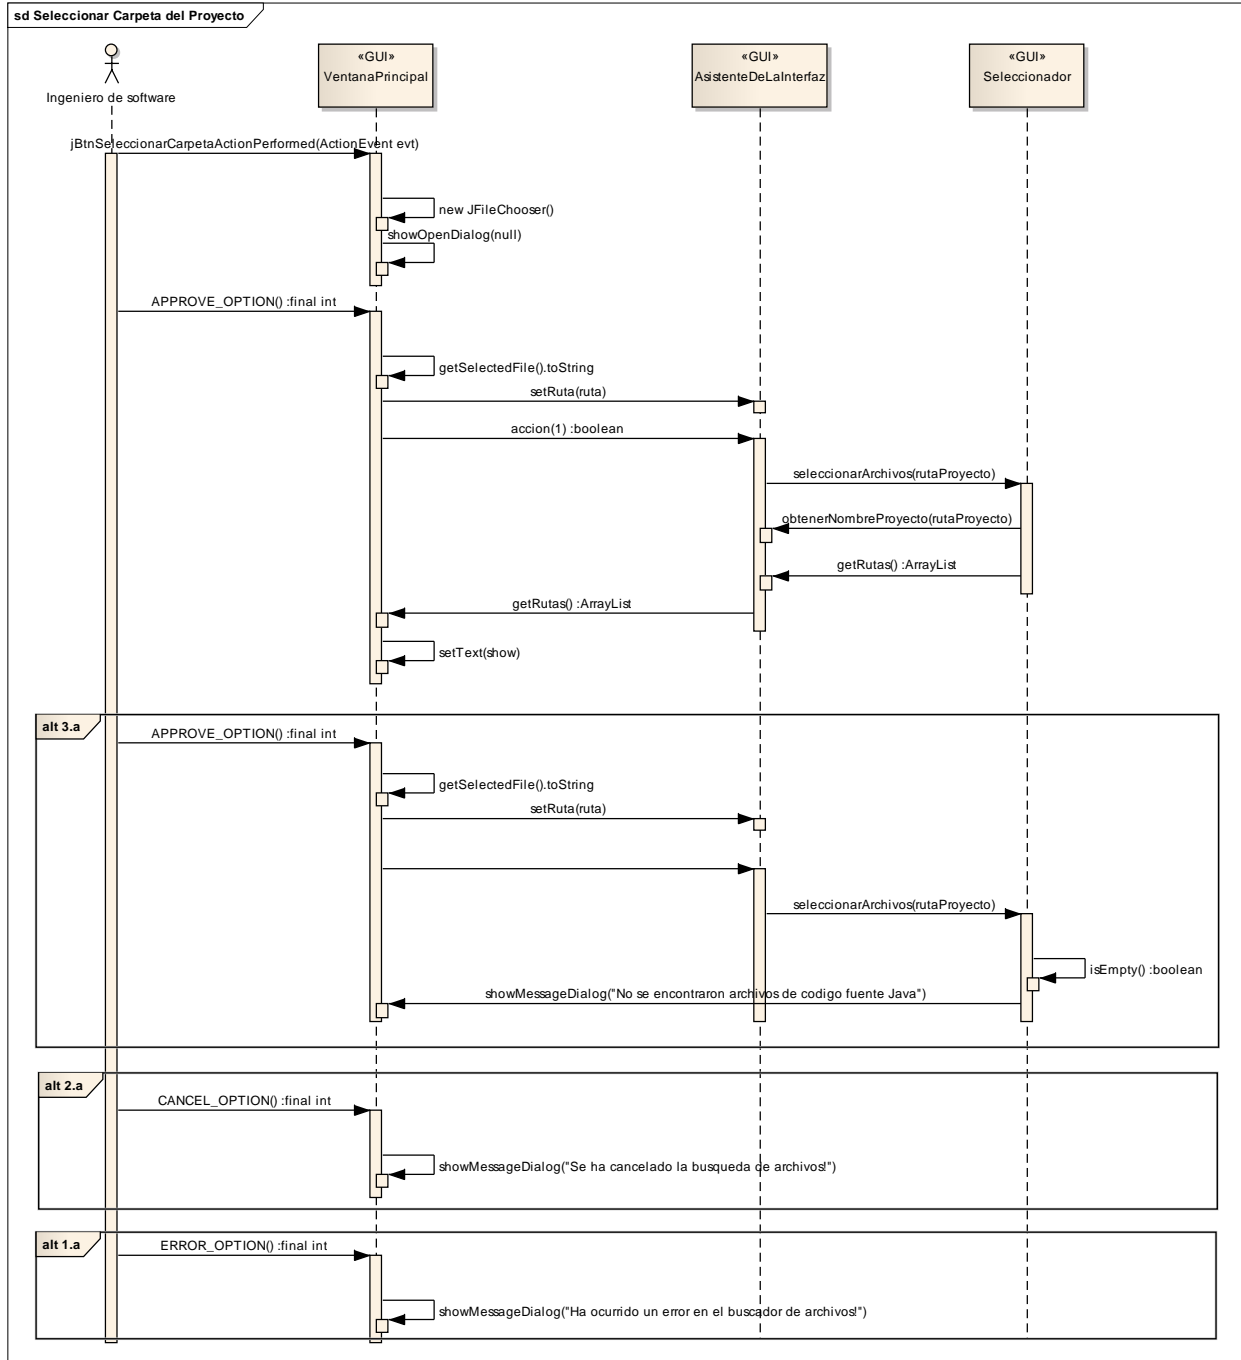 sd Seleccionar Carpeta del Proyecto
Ingeniero de software
«GUI»
VentanaPrincipal
«GUI»
AsistenteDeLaInterfaz
«GUI»
Seleccionador
jBtnSeleccionarCarpetaActionPerformed(ActionEvent evt)
new JFileChooser()
showOpenDialog(null)
APPROVE_OPTION() :final int
getSelectedFile().toString
setRuta(ruta)
accion(1) :boolean
seleccionarArchivos(rutaProyecto)
obtenerNombreProyecto(rutaProyecto)
getRutas() :ArrayList
getRutas() :ArrayList
setText(show)
alt 3.a
APPROVE_OPTION() :final int
getSelectedFile().toString
setRuta(ruta)
seleccionarArchivos(rutaProyecto)
isEmpty() :boolean
showMessageDialog("No se encontraron archivos de codigo fuente Java")
alt 2.a
CANCEL_OPTION() :final int
showMessageDialog("Se ha cancelado la busqueda de archivos!")
alt 1.a
ERROR_OPTION() :final int
showMessageDialog("Ha ocurrido un error en el buscador de archivos!")